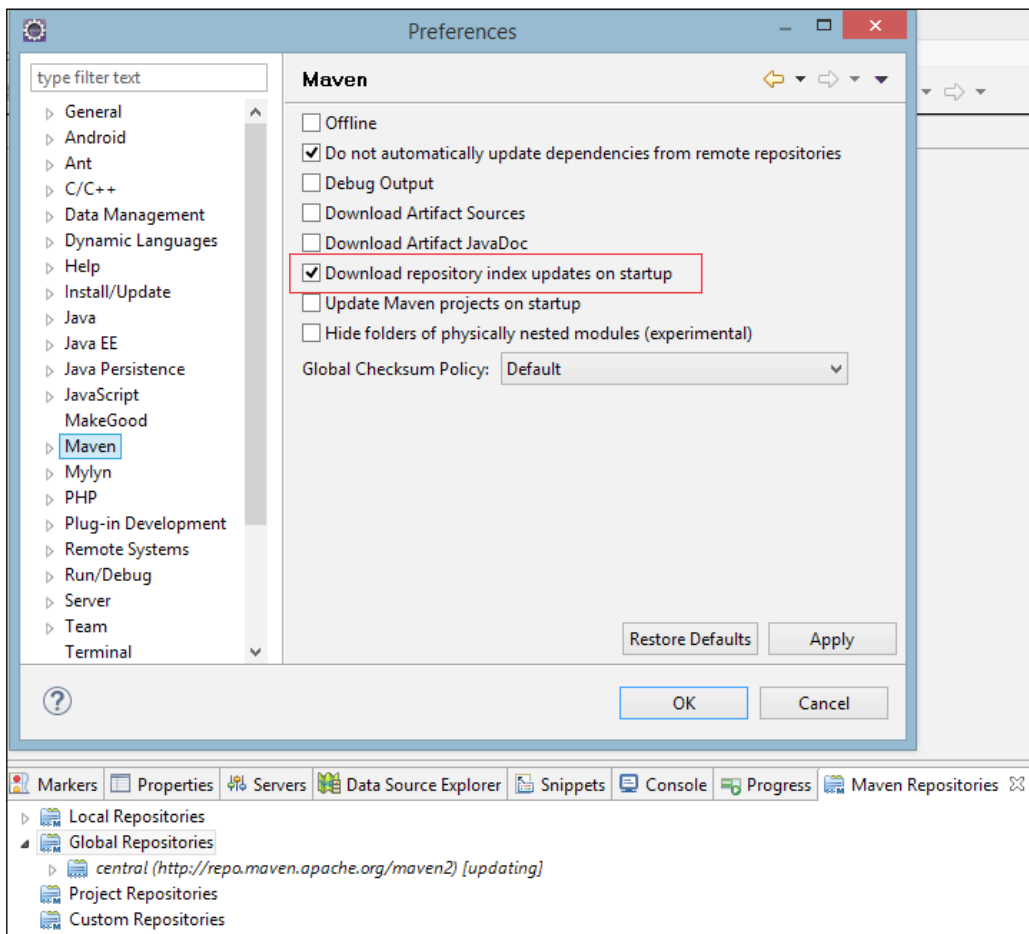 Preferences
type filter text
Maven
General
Android
Ant
C/C++
Data Management
Dynamic Languages
Help
Install/Update
Java
Java EE
Java Persistence
JavaScript
MakeGood
Maven
Mylyn
PHP
Plug-in Development
Remote Systems
Run/Debug
Server
Team
Terminal
Offline
Do not automatically update dependencies from remote repositories
Debug Output
Download Artifact Sources
Download Artifact JavaDoc
Download repository index updates on startup
Update Maven projects on startup
Hide folders of physically nested modules (experimental)
Global Checksum Policy: Default
Restore Defaults Apply
OK Cancel
Markers Properties Servers Data Source Explorer Snippets Console Progress Maven Repositories
Local Repositories
Global Repositories
central (http://repo.maven.apache.org/maven2) [updating]
Project Repositories
Custom Repositories